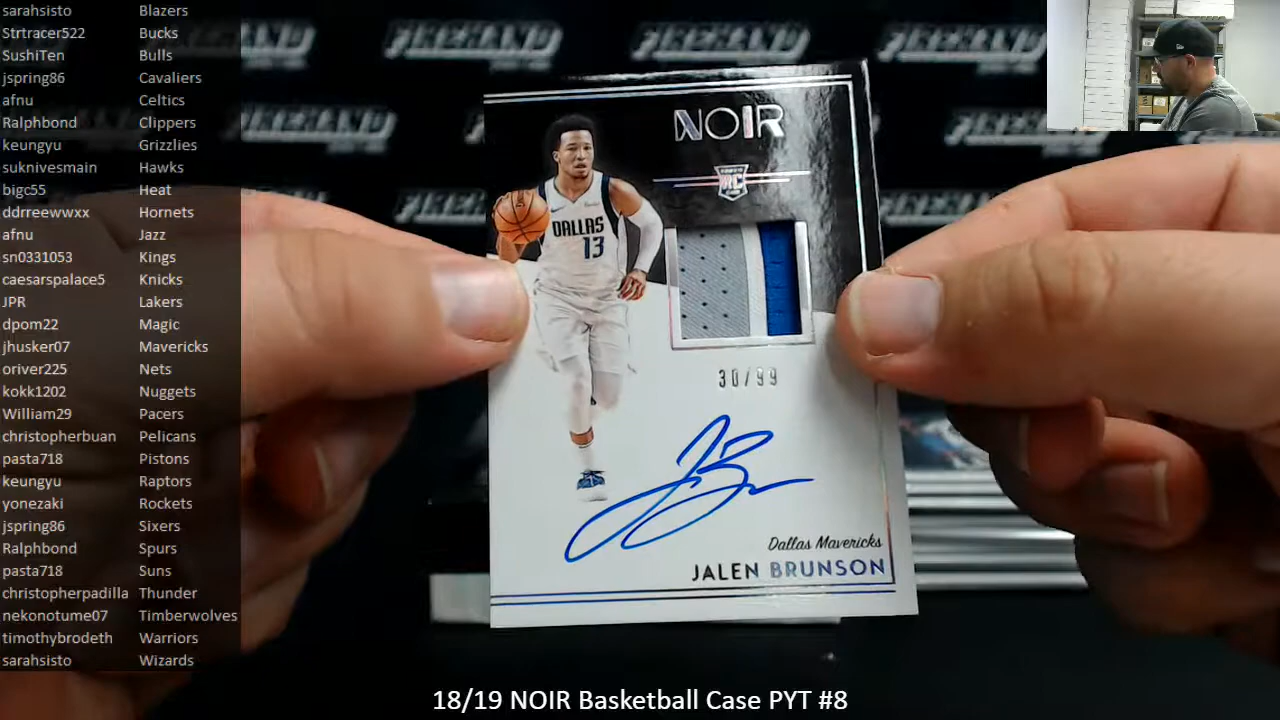 sarahsisto Blazers
Strtracer522 Bucks
SushiTen Bulls
jspring86 Cavaliers
afnu Celtics
Ralphbond Clippers
keungyu Grizzlies
suknivesmain Hawks
bigc55 Heat
ddrreewwxx Hornets
afnu Jazz
sn0331053 Kings
caesarspalace5 Knicks
JPR Lakers
dpom22 Magic
jhusker07 Mavericks
oriver225 Nets
kokk1202 Nuggets
William29 Pacers
christopherbuan Pelicans
pasta718 Pistons
keungyu Raptors
yonezaki Rockets
jspring86 Sixers
Ralphbond Spurs
pasta718 Suns
christopherpadilla Thunder
nekonotume07 Timberwolves
timothybrodeth Warriors
sarahsisto Wizards
FIREHAND FIREHAND FIREHAND
NOIR
RC
DALLAS
13
30/99
Dallas Mavericks
JALEN BRUNSON
18/19 NOIR Basketball Case PYT #8